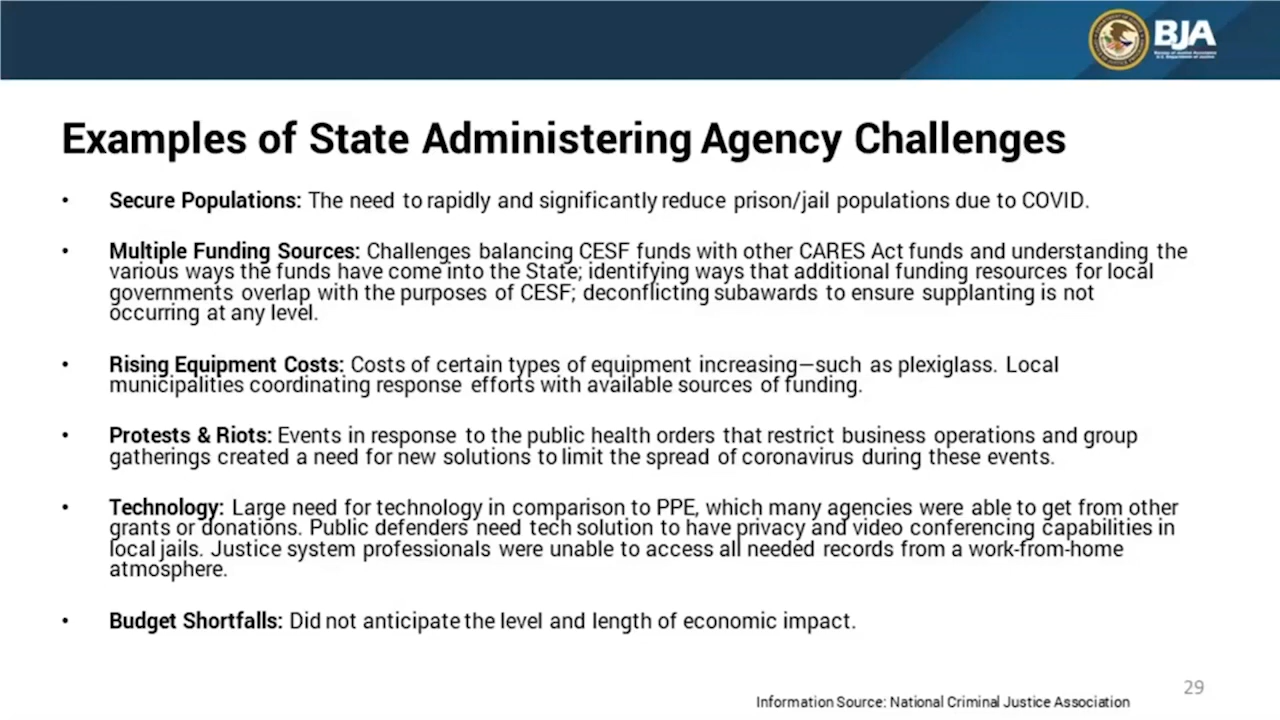 BJA
Bureau of Justice Assistance
U.S. Department of Justice
Examples of State Administering Agency Challenges
• Secure Populations: The need to rapidly and significantly reduce prison/jail populations due to COVID.
• Multiple Funding Sources: Challenges balancing CESF funds with other CARES Act funds and understanding the
various ways the funds have come into the State; identifying ways that additional funding resources for local
governments overlap with the purposes of CESF; deconflicting subawards to ensure supplanting is not
occurring at any level.
• Rising Equipment Costs: Costs of certain types of equipment increasing—such as plexiglass. Local
municipalities coordinating response efforts with available sources of funding.
• Protests & Riots: Events in response to the public health orders that restrict business operations and group
gatherings created a need for new solutions to limit the spread of coronavirus during these events.
• Technology: Large need for technology in comparison to PPE, which many agencies were able to get from other
grants or donations. Public defenders need tech solution to have privacy and video conferencing capabilities in
local jails. Justice system professionals were unable to access all needed records from a work-from-home
atmosphere.
• Budget Shortfalls: Did not anticipate the level and length of economic impact.
29
Information Source: National Criminal Justice Association